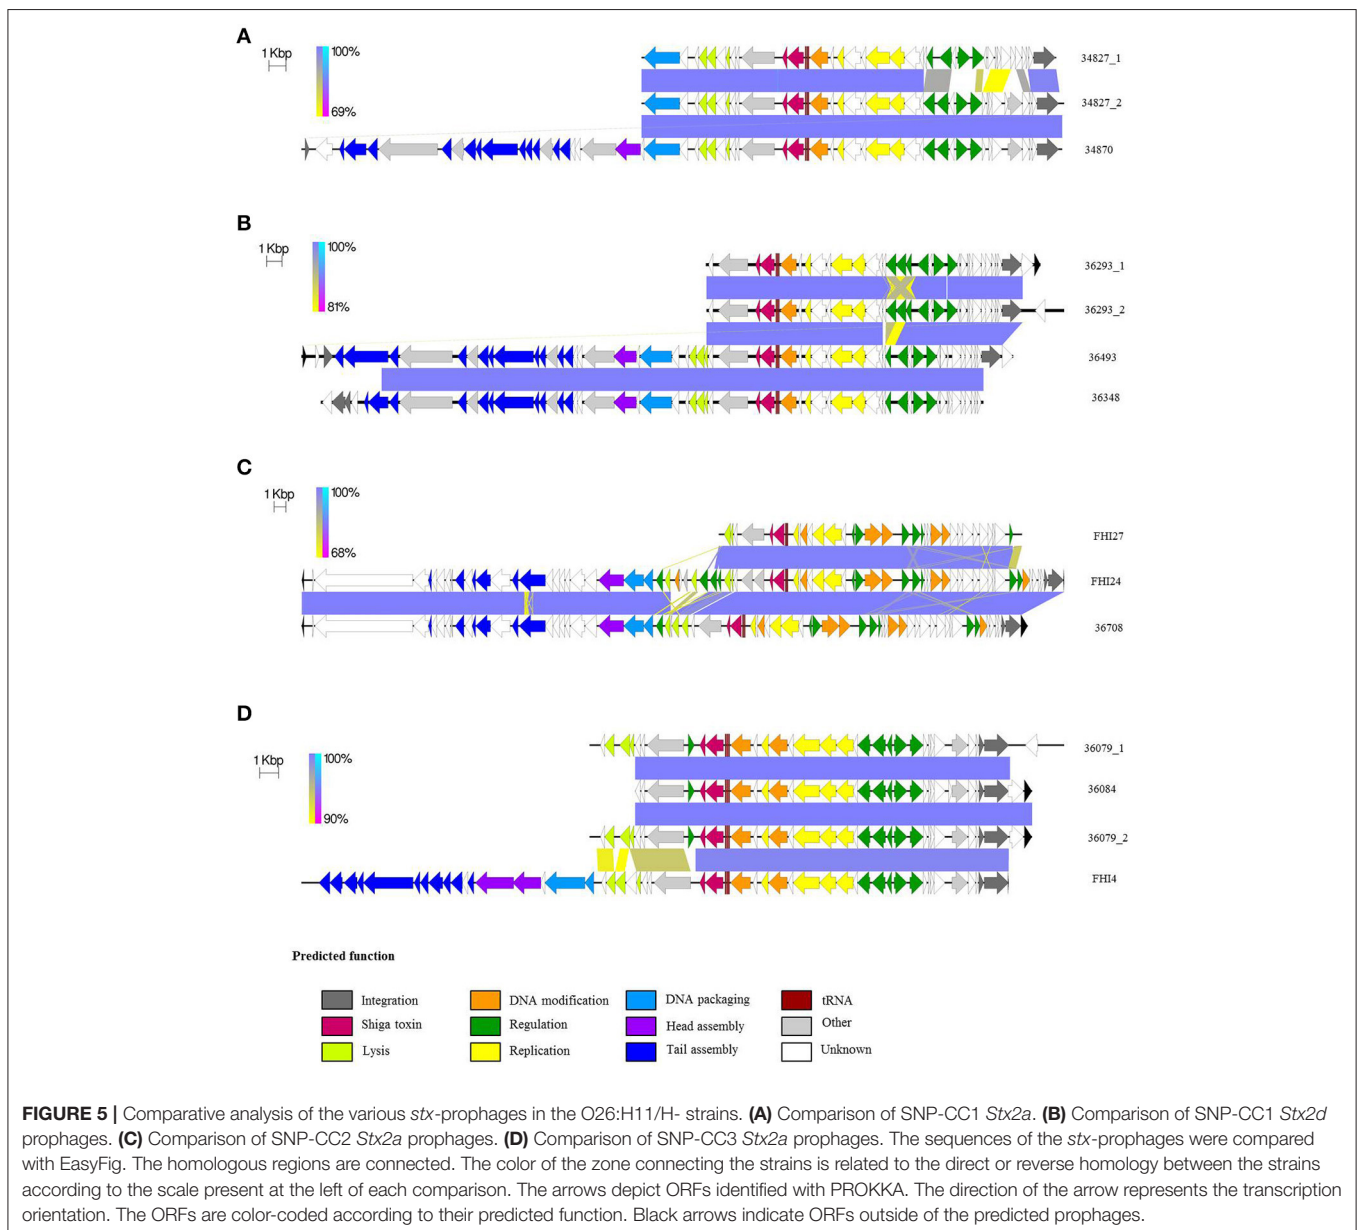 A
1 Kbp
100%
69%
34827_1
34827_2
34870
B
1 Kbp
100%
81%
36293_1
36293_2
36493
36348
C
1 Kbp
100%
68%
FHI27
FHI24
36708
D
1 Kbp
100%
90%
36079_1
36084
36079_2
FHI4
Predicted function
Integration
DNA modification
DNA packaging
tRNA
Shiga toxin
Regulation
Head assembly
Other
Lysis
Replication
Tail assembly
Unknown
FIGURE 5 | Comparative analysis of the various stx-prophages in the O26:H11/H- strains. (A) Comparison of SNP-CC1 Stx2a. (B) Comparison of SNP-CC1 Stx2d
prophages. (C) Comparison of SNP-CC2 Stx2a prophages. (D) Comparison of SNP-CC3 Stx2a prophages. The sequences of the stx-prophages were compared
with EasyFig. The homologous regions are connected. The color of the zone connecting the strains is related to the direct or reverse homology between the strains
according to the scale present at the left of each comparison. The arrows depict ORFs identified with PROKKA. The direction of the arrow represents the transcription
orientation. The ORFs are color-coded according to their predicted function. Black arrows indicate ORFs outside of the predicted prophages.